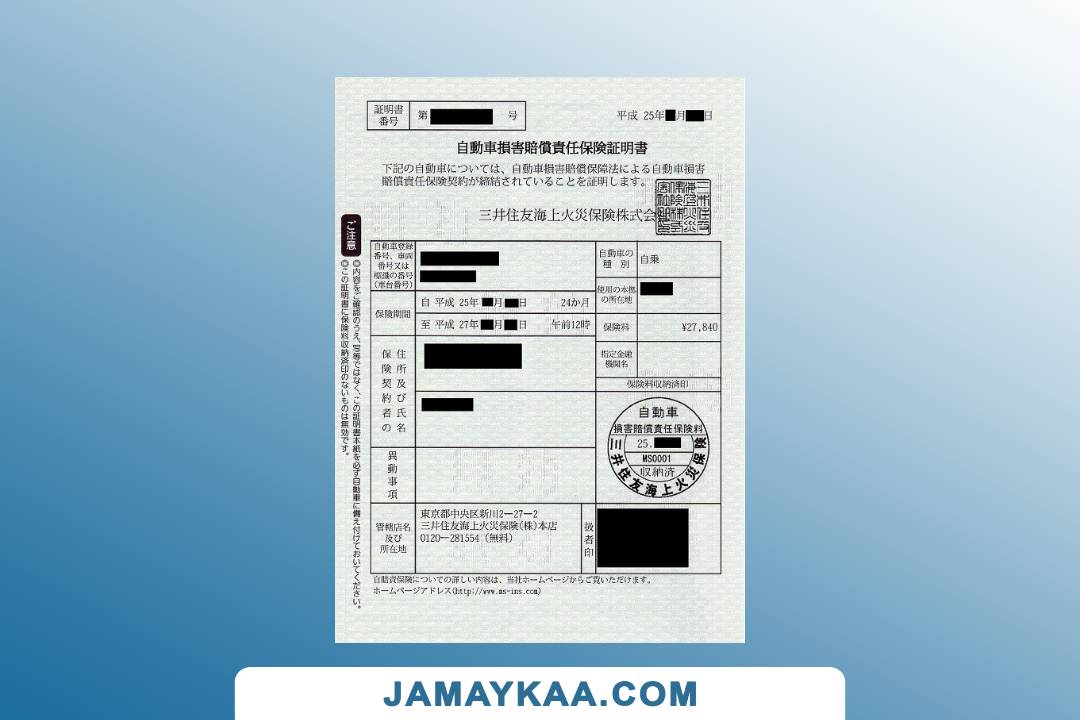 証明書
番号
第 号
平成 25年 月 日
自動車損害賠償責任保険証明書
下記の自動車については、自動車損害賠償保障法による自動車損害
賠償責任保険契約が締結されていることを証明します。
三井住友海上火災保険株式会
ご注意
◎内容をご確認のうえ、写等ではなく、この証明書本紙を必ず自動車に備え付けておいてください。
◎この証明書に保険料収納済印のないものは無効です。
自動車登録
番号、車両
番号又は
標識の番号
(車台番号)
自動車の
種 別
自乗
使用の本拠
の所在地
保険期間
自 平成 25年 月 日 24か月
至 平成 27年 月 日 午前12時
保険料
¥27,840
指定金融
機関名
保険料収納済印
保険契約者の
住所及び氏名
自動車
損害賠償責任保険料
25.
MS0001
収納済
三井住友海上火災保険
異動事項
管轄店名
及び
所在地
東京都中央区新川2ー27ー2
三井住友海上火災保険(株)本店
0120ー281554 (無料)
扱者印
自賠責保険についての詳しい内容は、当社ホームページからご覧いただけます。
ホームページアドレス(http://www.ms-ins.com)
JAMAYKAA.COM